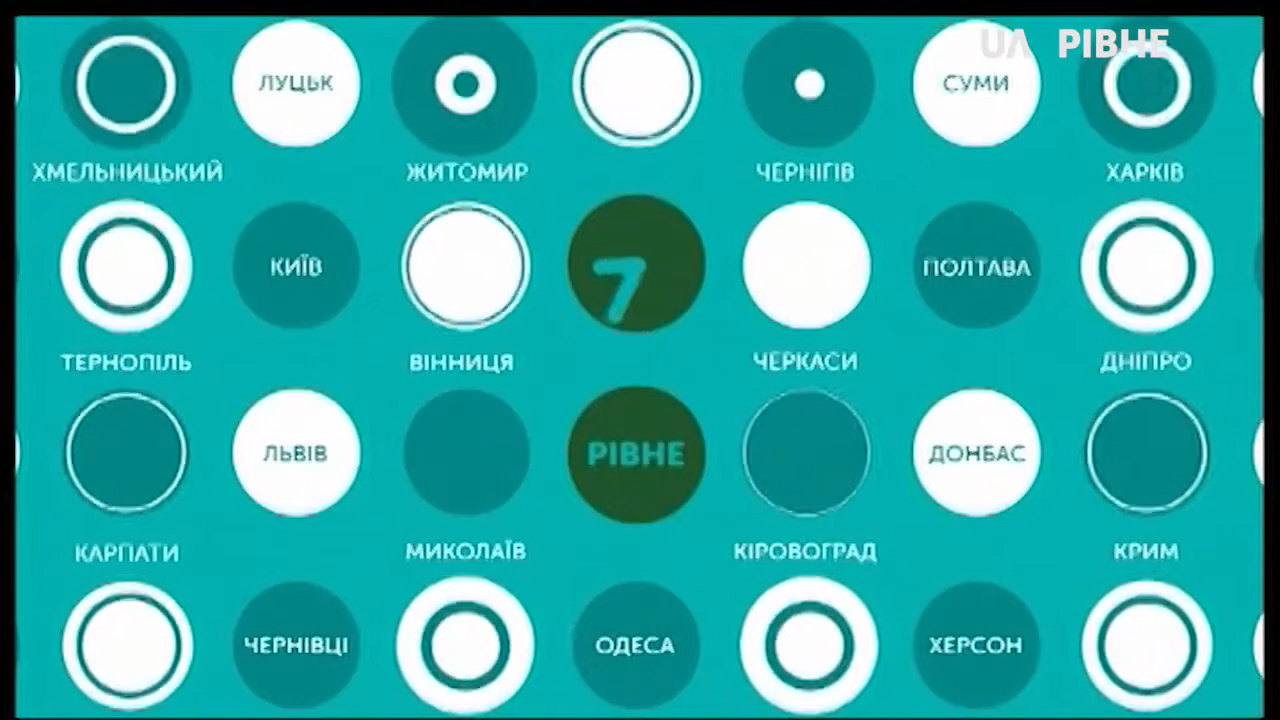 UA РІВНЕ
ЛУЦЬК
СУМИ
ХМЕЛЬНИЦЬКИЙ
ЖИТОМИР
ЧЕРНІГІВ
ХАРКІВ
КИЇВ
7
ПОЛТАВА
ТЕРНОПІЛЬ
ВІННИЦЯ
ЧЕРКАСИ
ДНІПРО
ЛЬВІВ
РІВНЕ
ДОНБАС
КАРПАТИ
МИКОЛАЇВ
КІРОВОГРАД
КРИМ
ЧЕРНІВЦІ
ОДЕСА
ХЕРСОН